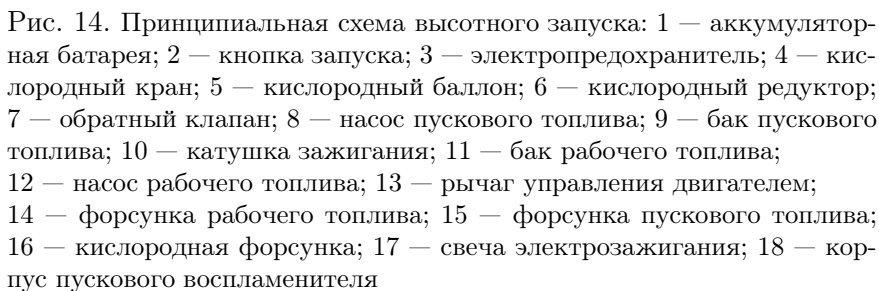 Рис. 14. Принципиальная схема высотного запуска: 1 — аккумулятор-
ная батарея; 2 — кнопка запуска; 3 — электропредохранитель; 4 — кис-
лородный кран; 5 — кислородный баллон; 6 — кислородный редуктор;
7 — обратный клапан; 8 — насос пускового топлива; 9 — бак пускового
топлива; 10 — катушка зажигания; 11 — бак рабочего топлива;
12 — насос рабочего топлива; 13 — рычаг управления двигателем;
14 — форсунка рабочего топлива; 15 — форсунка пускового топлива;
16 — кислородная форсунка; 17 — свеча электрозажигания; 18 — кор-
пус пускового воспламенителя